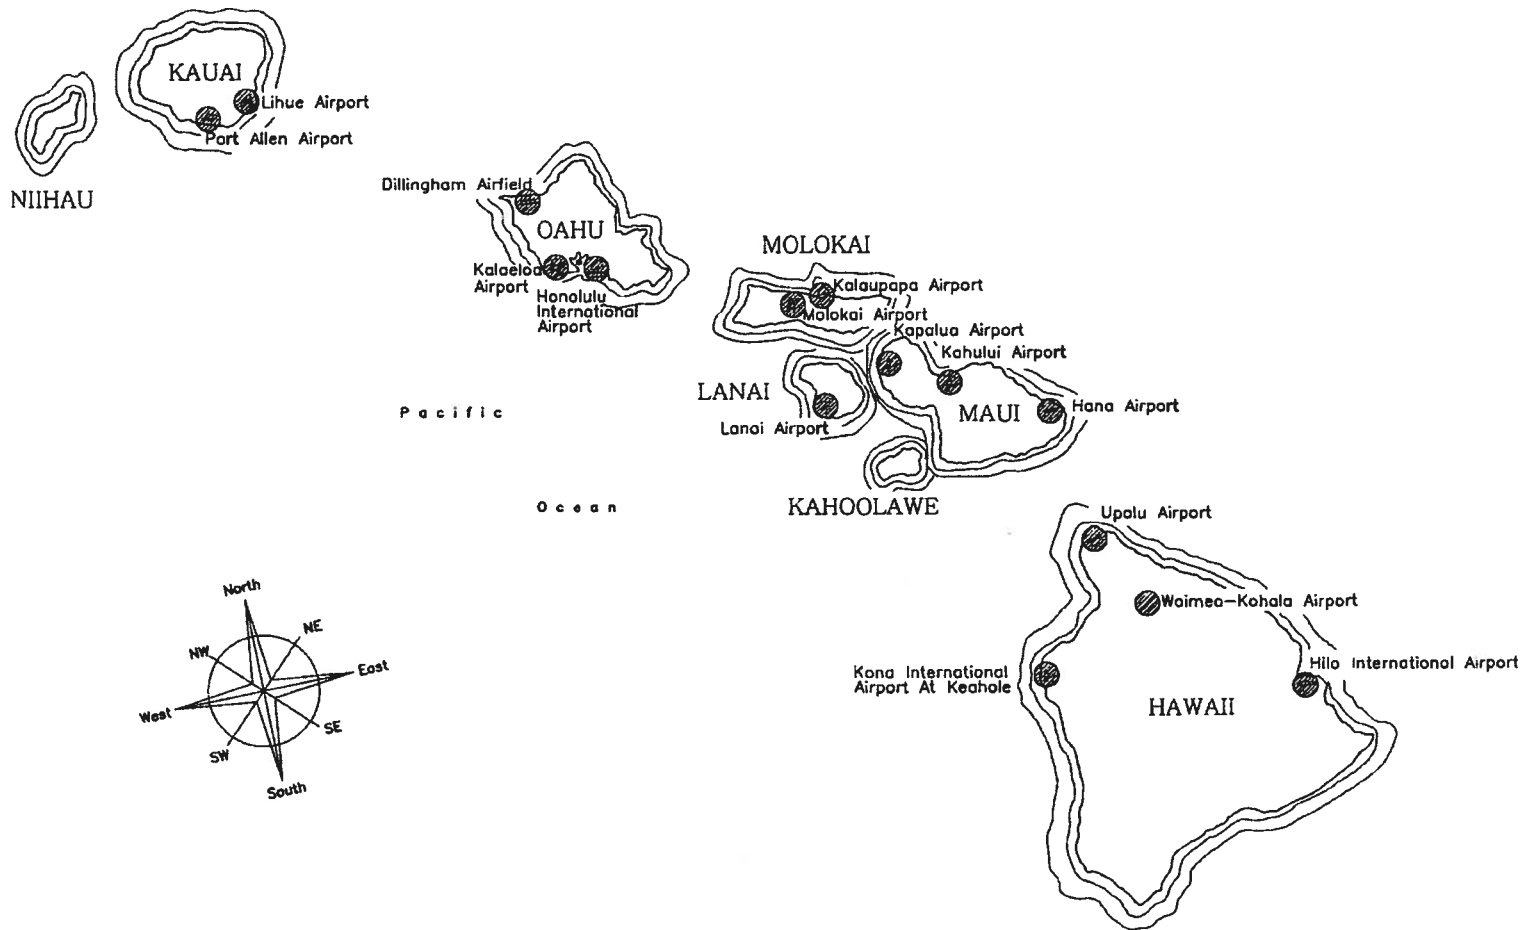 KAUAI
Lihue Airport
Port Allen Airport
NIIHAU
Dillingham Airfield
OAHU
Kalaeloa
Airport
Honolulu
International
Airport
MOLOKAI
Kalaupapa Airport
Molokai Airport
Kapalua Airport
Kahului Airport
LANAI
Lanai Airport
MAUI
Hana Airport
Pacific
KAHOOLAWE
Ocean
Upolu Airport
Waimea-Kohala Airport
Kona International
Airport At Keahole
Hilo International Airport
HAWAII
North
NE
NW
East
West
SE
SW
South